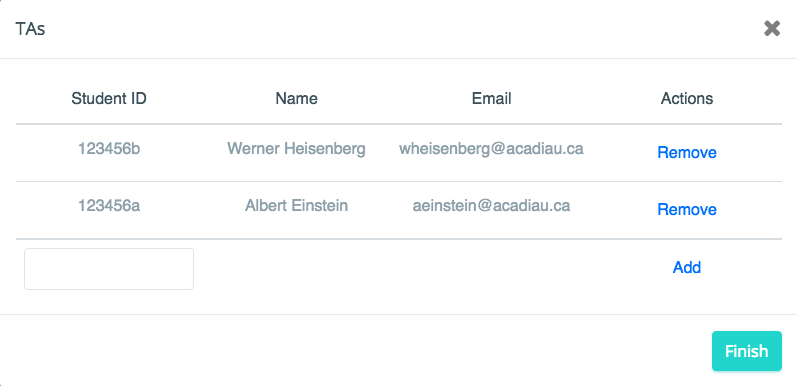 TAs
Student ID Name Email Actions
123456b Werner Heisenberg wheisenberg@acadiau.ca Remove
123456a Albert Einstein aeinstein@acadiau.ca Remove
Add
Finish